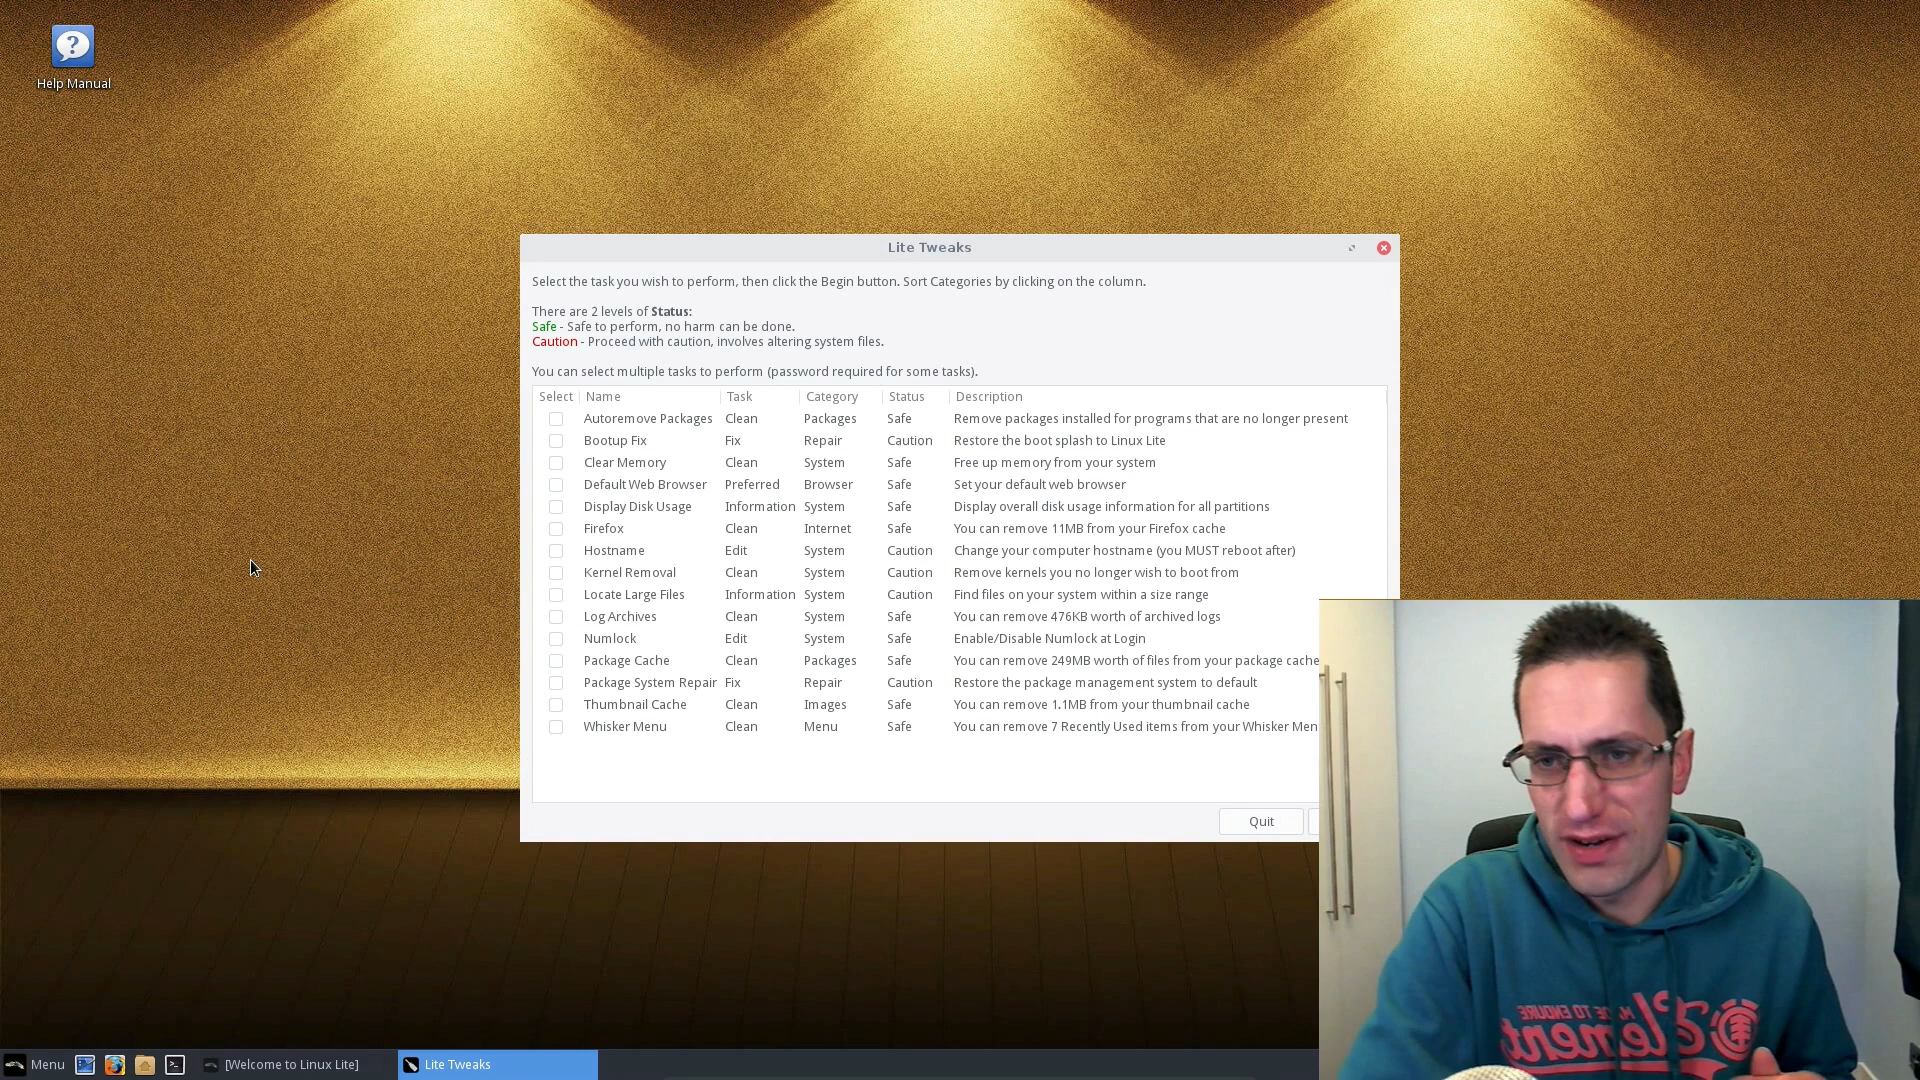 Help Manual
Lite Tweaks
Select the task you wish to perform, then click the Begin button. Sort Categories by clicking on the column.
There are 2 levels of Status:
Safe - Safe to perform, no harm can be done.
Caution - Proceed with caution, involves altering system files.
You can select multiple tasks to perform (password required for some tasks).
Select Name Task Category Status Description
Autoremove Packages Clean Packages Safe Remove packages installed for programs that are no longer present
Bootup Fix Fix Repair Caution Restore the boot splash to Linux Lite
Clear Memory Clean System Safe Free up memory from your system
Default Web Browser Preferred Browser Safe Set your default web browser
Display Disk Usage Information System Safe Display overall disk usage information for all partitions
Firefox Clean Internet Safe You can remove 11MB from your Firefox cache
Hostname Edit System Caution Change your computer hostname (you MUST reboot after)
Kernel Removal Clean System Caution Remove kernels you no longer wish to boot from
Locate Large Files Information System Caution Find files on your system within a size range
Log Archives Clean System Safe You can remove 476KB worth of archived logs
Numlock Edit System Safe Enable/Disable Numlock at Login
Package Cache Clean Packages Safe You can remove 249MB worth of files from your package cache
Package System Repair Fix Repair Caution Restore the package management system to default
Thumbnail Cache Clean Images Safe You can remove 1.1MB from your thumbnail cache
Whisker Menu Clean Menu Safe You can remove 7 Recently Used items from your Whisker Men
Quit
MADE TO ENDURE
Element
Menu [Welcome to Linux Lite] Lite Tweaks